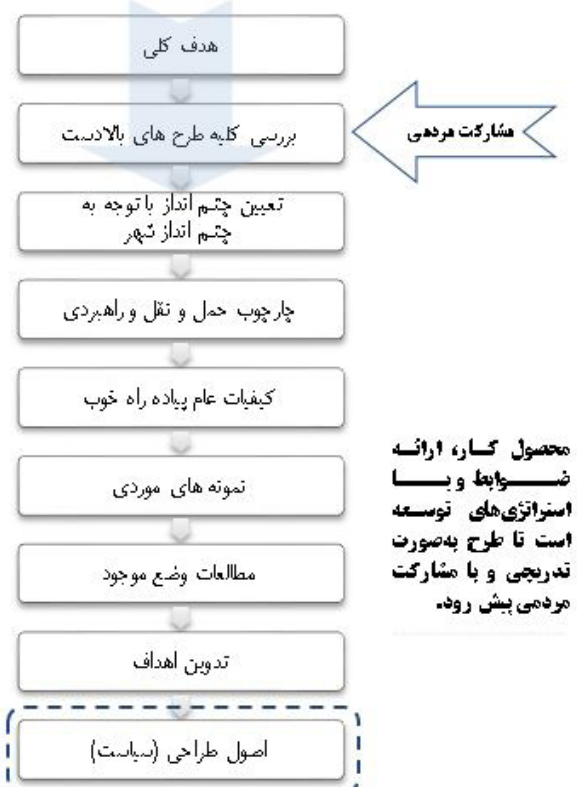 هدف کلی
بررسی کلیه طرح های بالادست
مشارکت مردمی
تعیین چشم انداز با توجه به
چشم انداز شهر
چارچوب حمل و نقل و راهبردی
کیفیات عام پیاده راه خوب
نمونه های موردی
مطالعات وضع موجود
تدوین اهداف
اصول طراحی (سیاست)
محصول کار، ارائه
ضوابط و یا
استراتژی‌های توسعه
است تا طرح به‌صورت
تدریجی و با مشارکت
مردمی پیش رود.